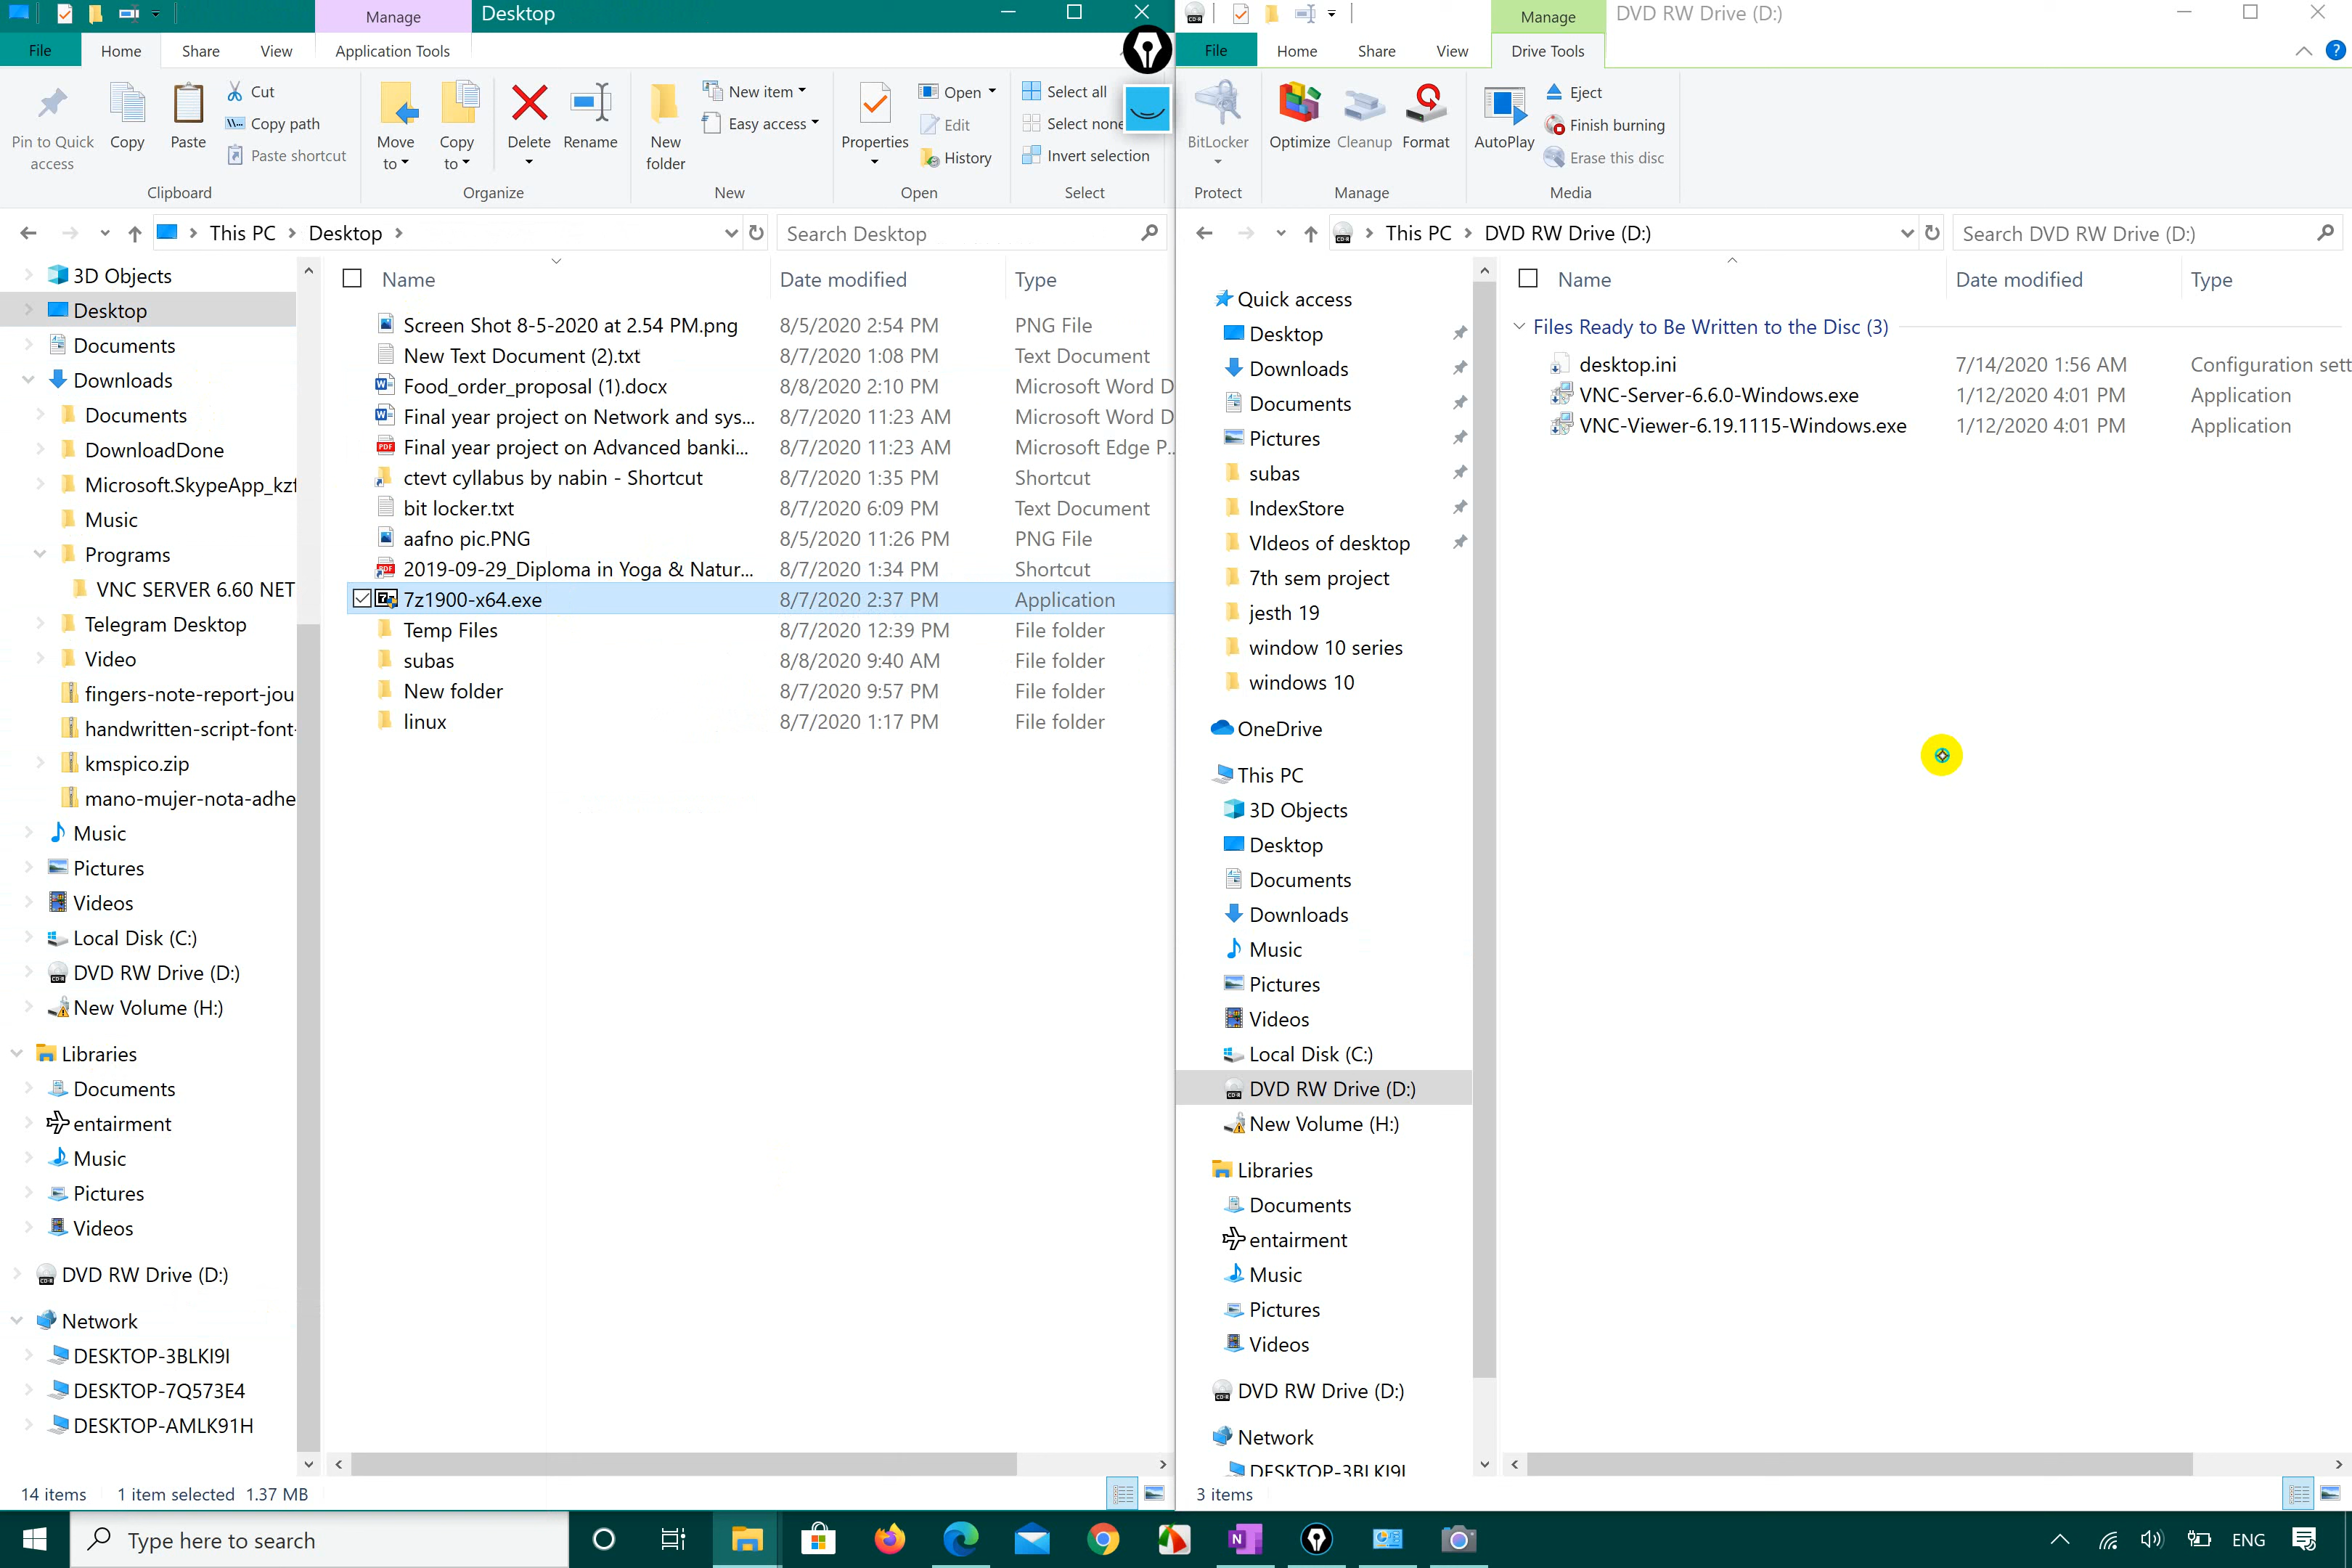 Manage
Desktop
File
Home
Share
View
Application Tools
Pin to Quick access
Copy
Paste
Cut
Copy path
Paste shortcut
Clipboard
Move to
Copy to
Delete
Rename
Organize
New folder
New item
Easy access
New
Properties
Open
Edit
History
Open
Select all
Select none
Invert selection
Select
This PC
Desktop
Search Desktop
3D Objects
Desktop
Documents
Downloads
Documents
DownloadDone
Microsoft.SkypeApp_kzf
Music
Programs
VNC SERVER 6.60 NET
Telegram Desktop
Video
fingers-note-report-jou
handwritten-script-font-
kmspico.zip
mano-mujer-nota-adhe
Music
Pictures
Videos
Local Disk (C:)
DVD RW Drive (D:)
New Volume (H:)
Libraries
Documents
entairment
Music
Pictures
Videos
DVD RW Drive (D:)
Network
DESKTOP-3BLKI9I
DESKTOP-7Q573E4
DESKTOP-AMLK91H
Name Date modified Type
Screen Shot 8-5-2020 at 2.54 PM.png 8/5/2020 2:54 PM PNG File
New Text Document (2).txt 8/7/2020 1:08 PM Text Document
Food_order_proposal (1).docx 8/8/2020 2:10 PM Microsoft Word D
Final year project on Network and sys... 8/7/2020 11:23 AM Microsoft Word D
Final year project on Advanced banki... 8/7/2020 11:23 AM Microsoft Edge P...
ctevt cyllabus by nabin - Shortcut 8/7/2020 1:35 PM Shortcut
bit locker.txt 8/7/2020 6:09 PM Text Document
aafno pic.PNG 8/5/2020 11:26 PM PNG File
2019-09-29_Diploma in Yoga & Natur... 8/7/2020 1:34 PM Shortcut
7z1900-x64.exe 8/7/2020 2:37 PM Application
Temp Files 8/7/2020 12:39 PM File folder
subas 8/8/2020 9:40 AM File folder
New folder 8/7/2020 9:57 PM File folder
linux 8/7/2020 1:17 PM File folder
14 items 1 item selected 1.37 MB
Manage
DVD RW Drive (D:)
File
Home
Share
View
Drive Tools
BitLocker
Protect
Optimize
Cleanup
Format
Manage
AutoPlay
Eject
Finish burning
Erase this disc
Media
This PC
DVD RW Drive (D:)
Search DVD RW Drive (D:)
Quick access
Desktop
Downloads
Documents
Pictures
subas
IndexStore
VIdeos of desktop
7th sem project
jesth 19
window 10 series
windows 10
OneDrive
This PC
3D Objects
Desktop
Documents
Downloads
Music
Pictures
Videos
Local Disk (C:)
DVD RW Drive (D:)
New Volume (H:)
Libraries
Documents
entairment
Music
Pictures
Videos
DVD RW Drive (D:)
Network
DESKTOP-3BLKI9I
Name Date modified Type
Files Ready to Be Written to the Disc (3)
desktop.ini 7/14/2020 1:56 AM Configuration sett
VNC-Server-6.6.0-Windows.exe 1/12/2020 4:01 PM Application
VNC-Viewer-6.19.1115-Windows.exe 1/12/2020 4:01 PM Application
3 items
Type here to search
ENG